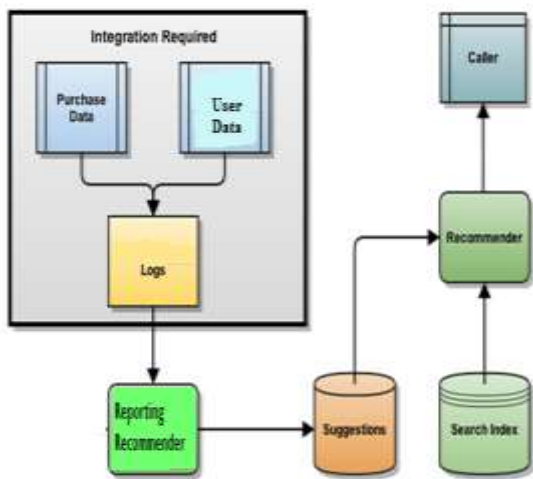 Integration Required
Caller
Purchase
Data
User
Data
Recommender
Logs
Reporting
Recommender
Suggestions
Search Index